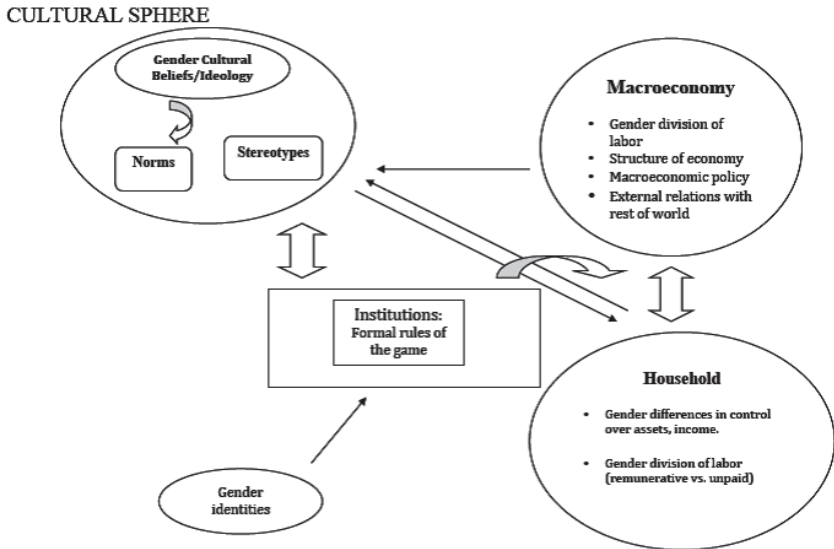 CULTURAL SPHERE
Gender Cultural
Beliefs/Ideology
Norms
Stereotypes
Macroeconomy
• Gender division of
labor
• Structure of economy
• Macroeconomic policy
• External relations with
rest of world
Institutions:
Formal rules of
the game
Household
• Gender differences in control
over assets, income.
• Gender division of labor
(remunerative vs. unpaid)
Gender
identities